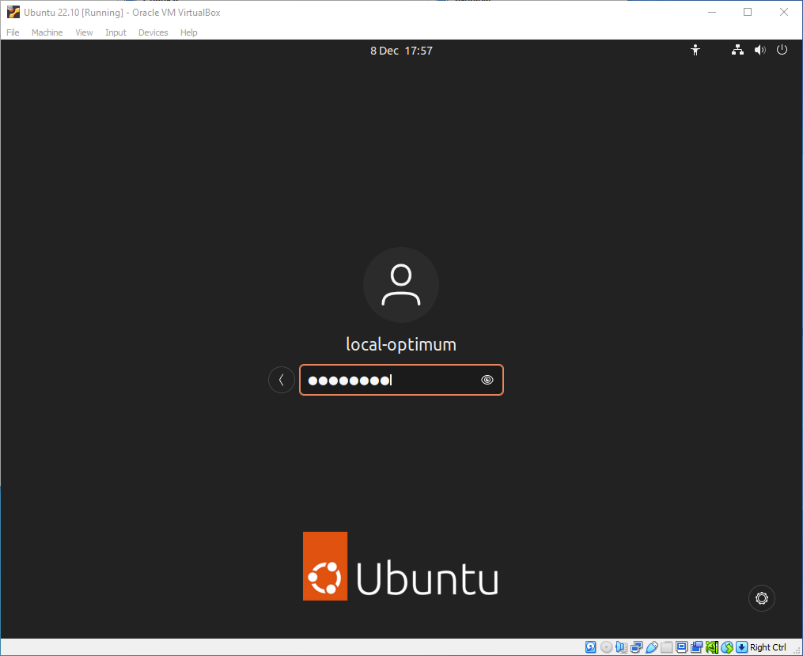 Ubuntu 22.10 [Running] - Oracle VM VirtualBox
File Machine View Input Devices Help
8 Dec 17:57
local-optimum
Ubuntu
Right Ctrl